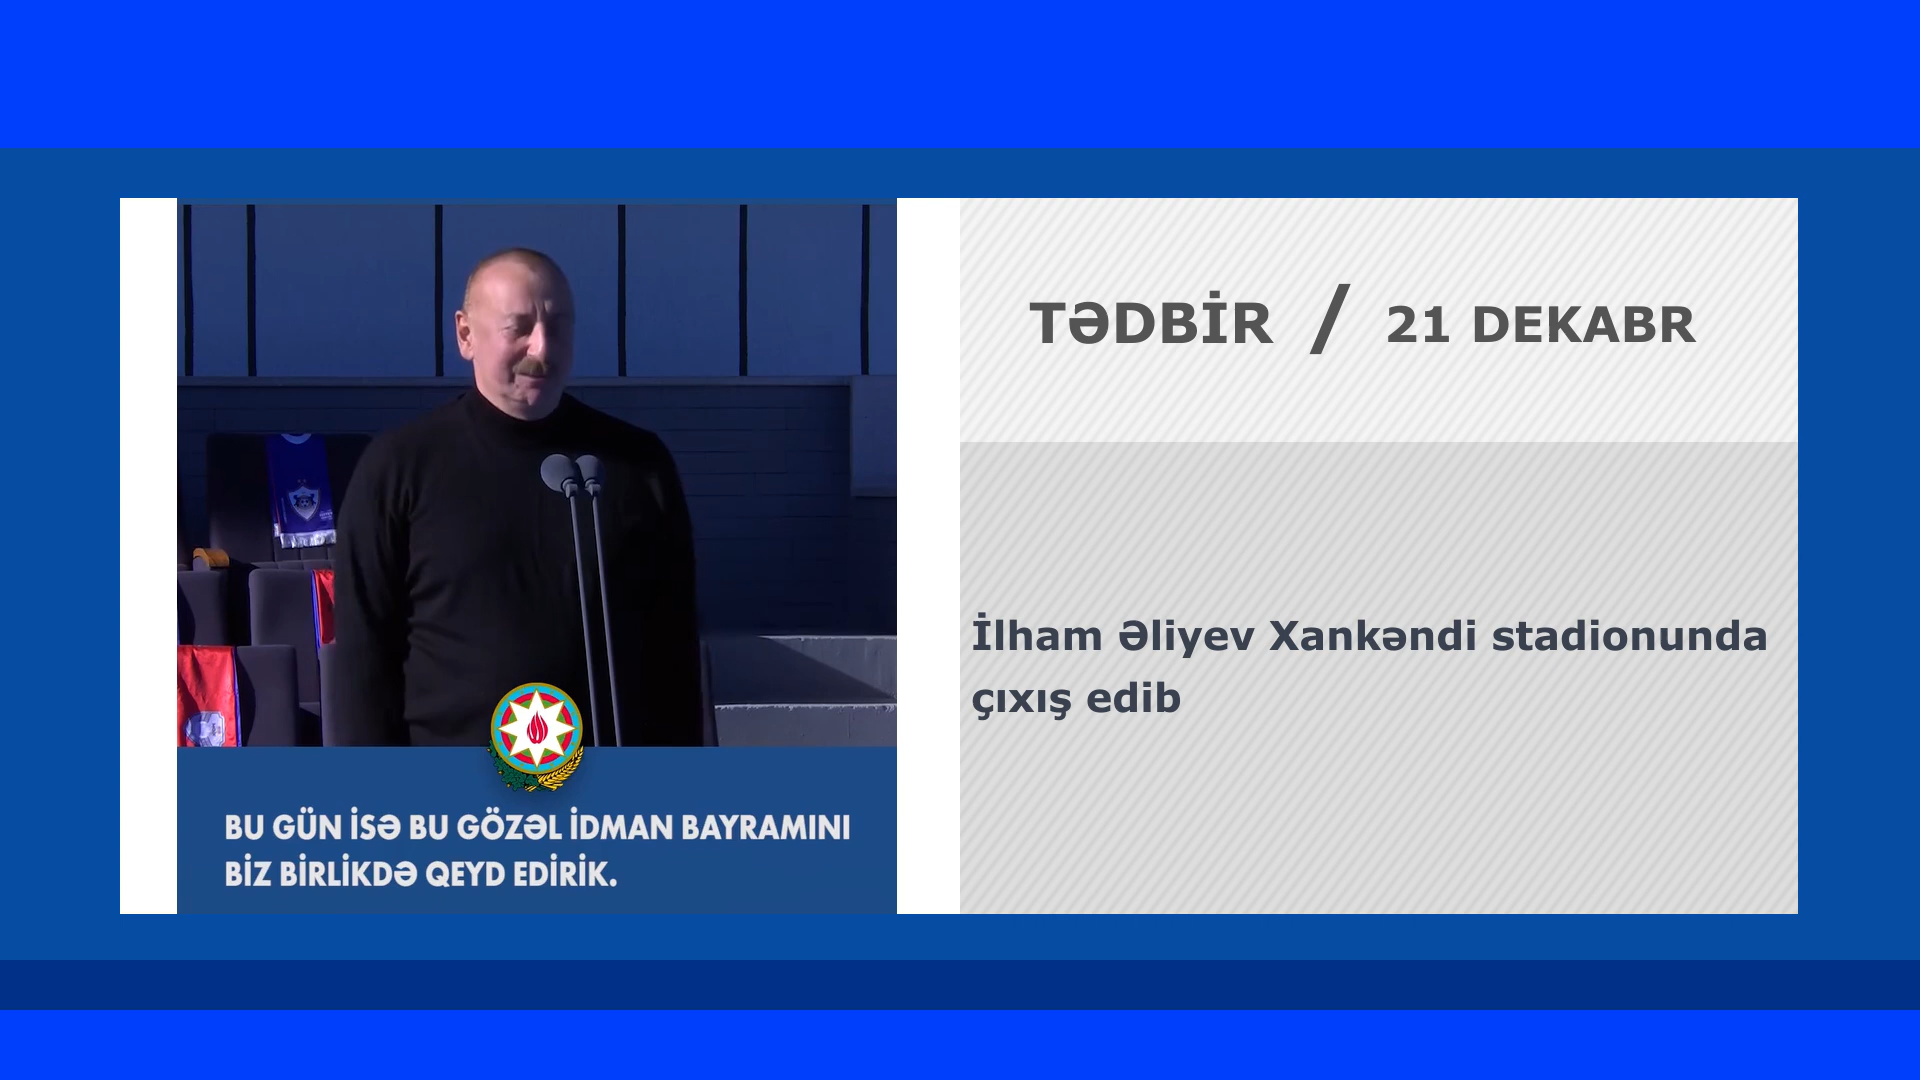 BU GÜN İSƏ BU GÖZƏL İDMAN BAYRAMINI
BİZ BİRLİKDƏ QEYD EDİRİK.
TƏDBİR / 21 DEKABR
İlham Əliyev Xankəndi stadionunda
çıxış edib